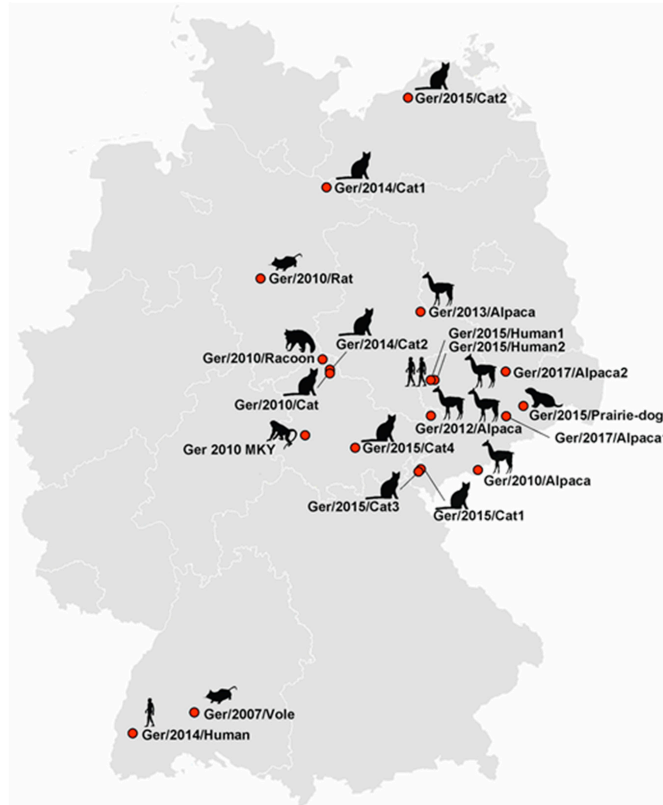 Ger/2015/Cat2
Ger/2014/Cat1
Ger/2010/Rat
Ger/2013/Alpaca
Ger/2015/Human1
Ger/2014/Cat2
Ger/2015/Human2
Ger/2010/Racoon
Ger/2017/Alpaca2
Ger/2010/Cat
Ger/2015/Prairie-dog
Ger/2012/Alpaca
Ger/2017/Alpaca1
Ger 2010 MKY
Ger/2015/Cat4
Ger/2010/Alpaca
Ger/2015/Cat3
Ger/2015/Cat1
Ger/2007/Vole
Ger/2014/Human